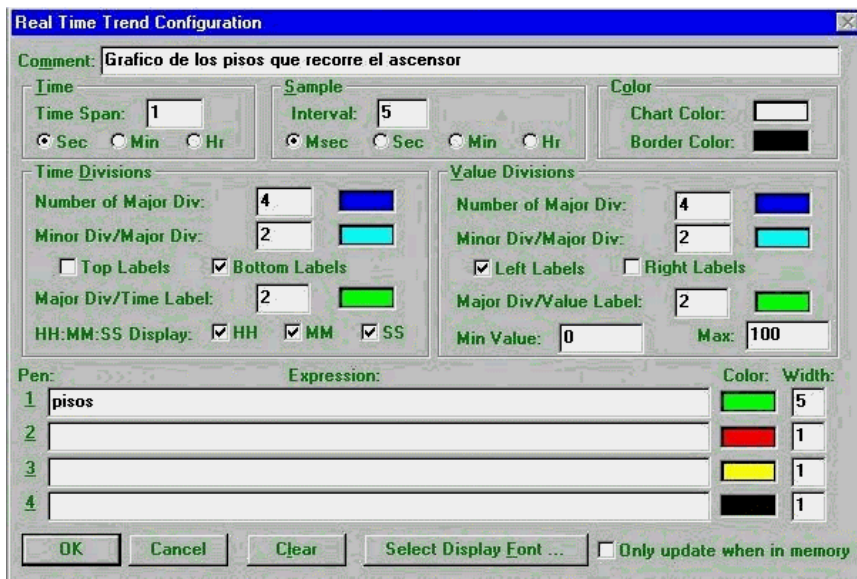 Real Time Trend Configuration
Comment: Grafico de los pisos que recorre el ascensor
Time
Time Span: 1
Sec Min Hr
Sample
Interval: 5
Msec Sec Min Hr
Color
Chart Color:
Border Color:
Time Divisions
Number of Major Div: 4
Minor Div/Major Div: 2
Top Labels Bottom Labels
Major Div/Time Label: 2
HH:MM:SS Display: HH MM SS
Value Divisions
Number of Major Div: 4
Minor Div/Major Div: 2
Left Labels Right Labels
Major Div/Value Label: 2
Min Value: 0 Max: 100
Pen: Expression: Color: Width:
1 pisos 5
2 1
3 1
4 1
OK Cancel Clear Select Display Font ... Only update when in memory